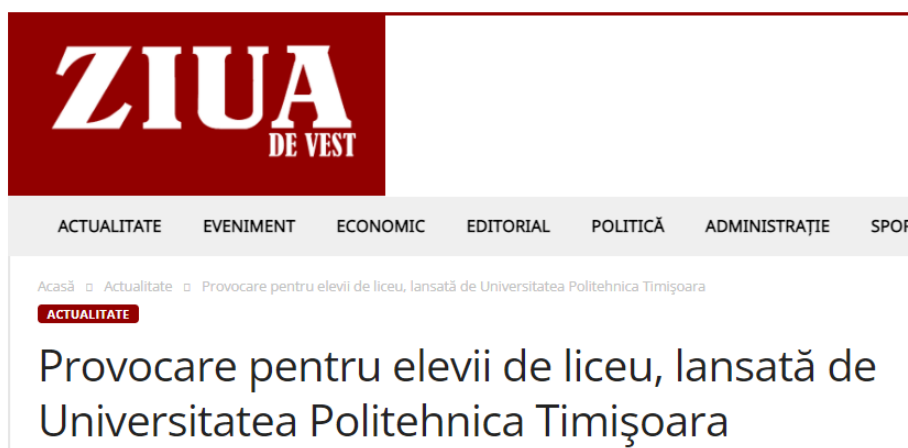 ZIUA
DE VEST
ACTUALITATE EVENIMENT ECONOMIC EDITORIAL POLITICĂ ADMINISTRAȚIE
Acasă Actualitate Provocare pentru elevii de liceu, lansată de Universitatea Politehnica Timişoara
ACTUALITATE
Provocare pentru elevii de liceu, lansată de
Universitatea Politehnica Timişoara